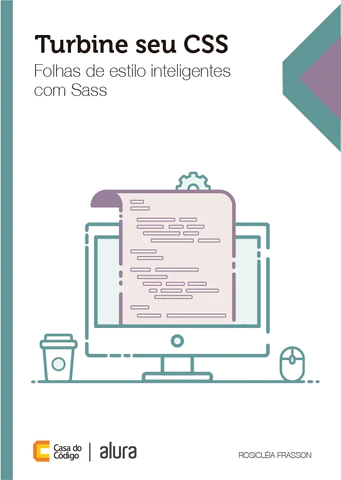 Turbine seu CSS
Folhas de estilo inteligentes
com Sass
Casa do
Código
alura
ROSICLÉIA FRASSON